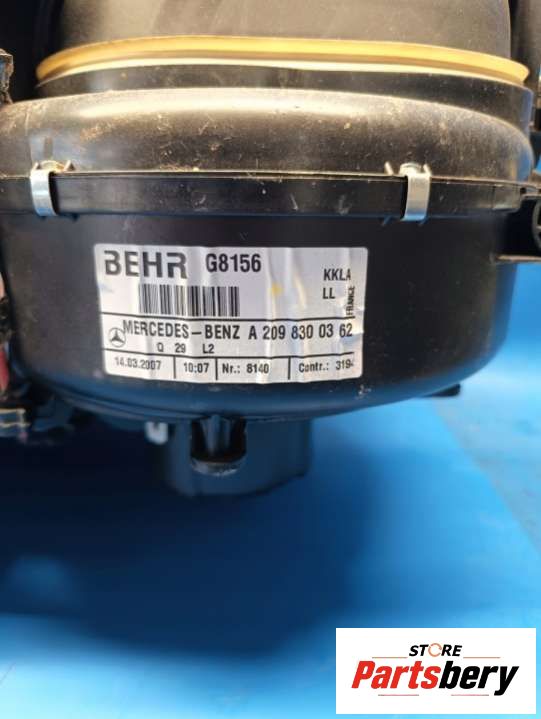 BEHR G8156
KKLA
LL FRANCE
MERCEDES-BENZ A 209 830 03 62
Q 29 L2
14.03.2007 10:07 Nr.: 8140 Contr.: 319
STORE
Partsbery